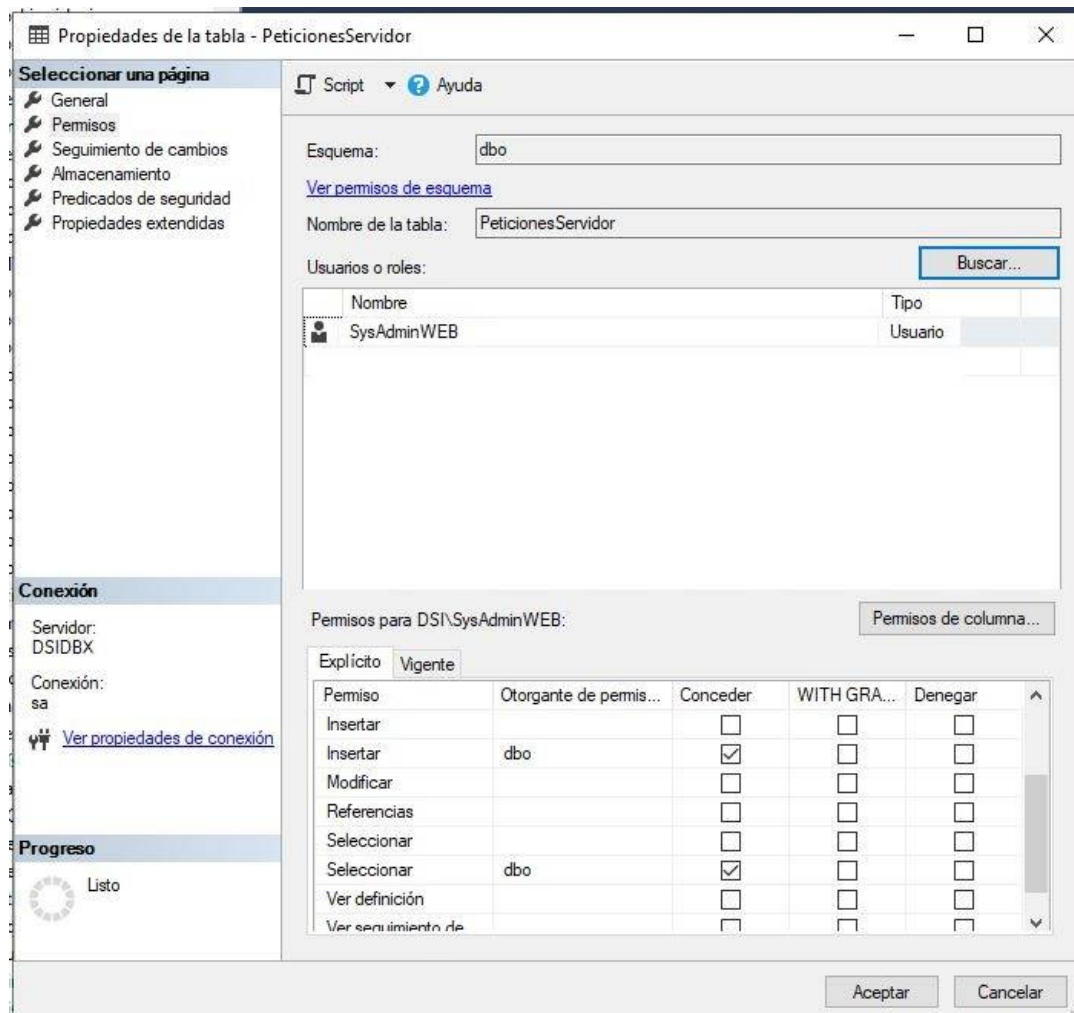 Propiedades de la tabla - PeticionesServidor
Seleccionar una página
General
Permisos
Seguimiento de cambios
Almacenamiento
Predicados de seguridad
Propiedades extendidas
Script
Ayuda
Esquema:
dbo
Ver permisos de esquema
Nombre de la tabla:
PeticionesServidor
Usuarios o roles:
Buscar...
Nombre
Tipo
SysAdminWEB
Usuario
Conexión
Servidor:
DSIDBX
Conexión:
sa
Ver propiedades de conexión
Progreso
Listo
Permisos para DSI\SysAdminWEB:
Permisos de columna...
Explícito
Vigente
Permiso Otorgante de permis... Conceder WITH GRA... Denegar
Insertar
Insertar dbo
Modificar
Referencias
Seleccionar
Seleccionar dbo
Ver definición
Ver seguimiento de
Aceptar
Cancelar